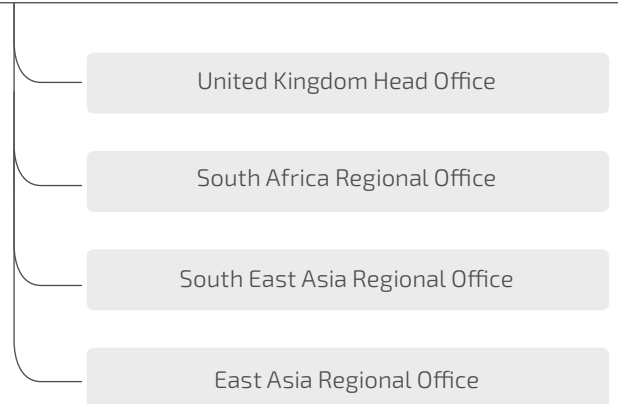 United Kingdom Head Office
South Africa Regional Office
South East Asia Regional Office
East Asia Regional Office